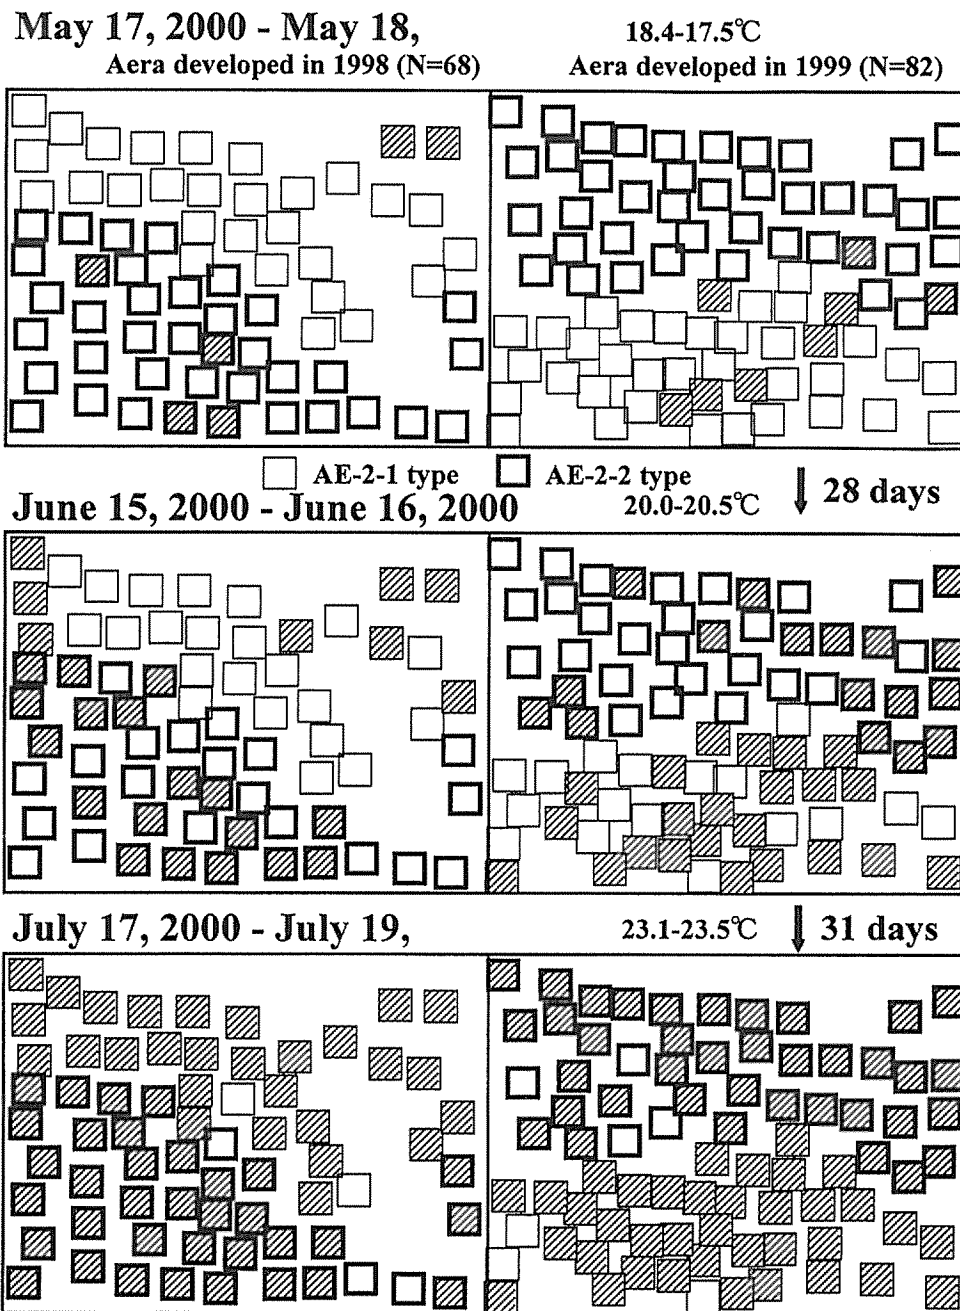 May 17, 2000 - May 18,
18.4-17.5℃
Aera developed in 1998 (N=68)
Aera developed in 1999 (N=82)
AE-2-1 type
AE-2-2 type
28 days
June 15, 2000 - June 16, 2000
20.0-20.5℃
July 17, 2000 - July 19,
23.1-23.5℃
31 days